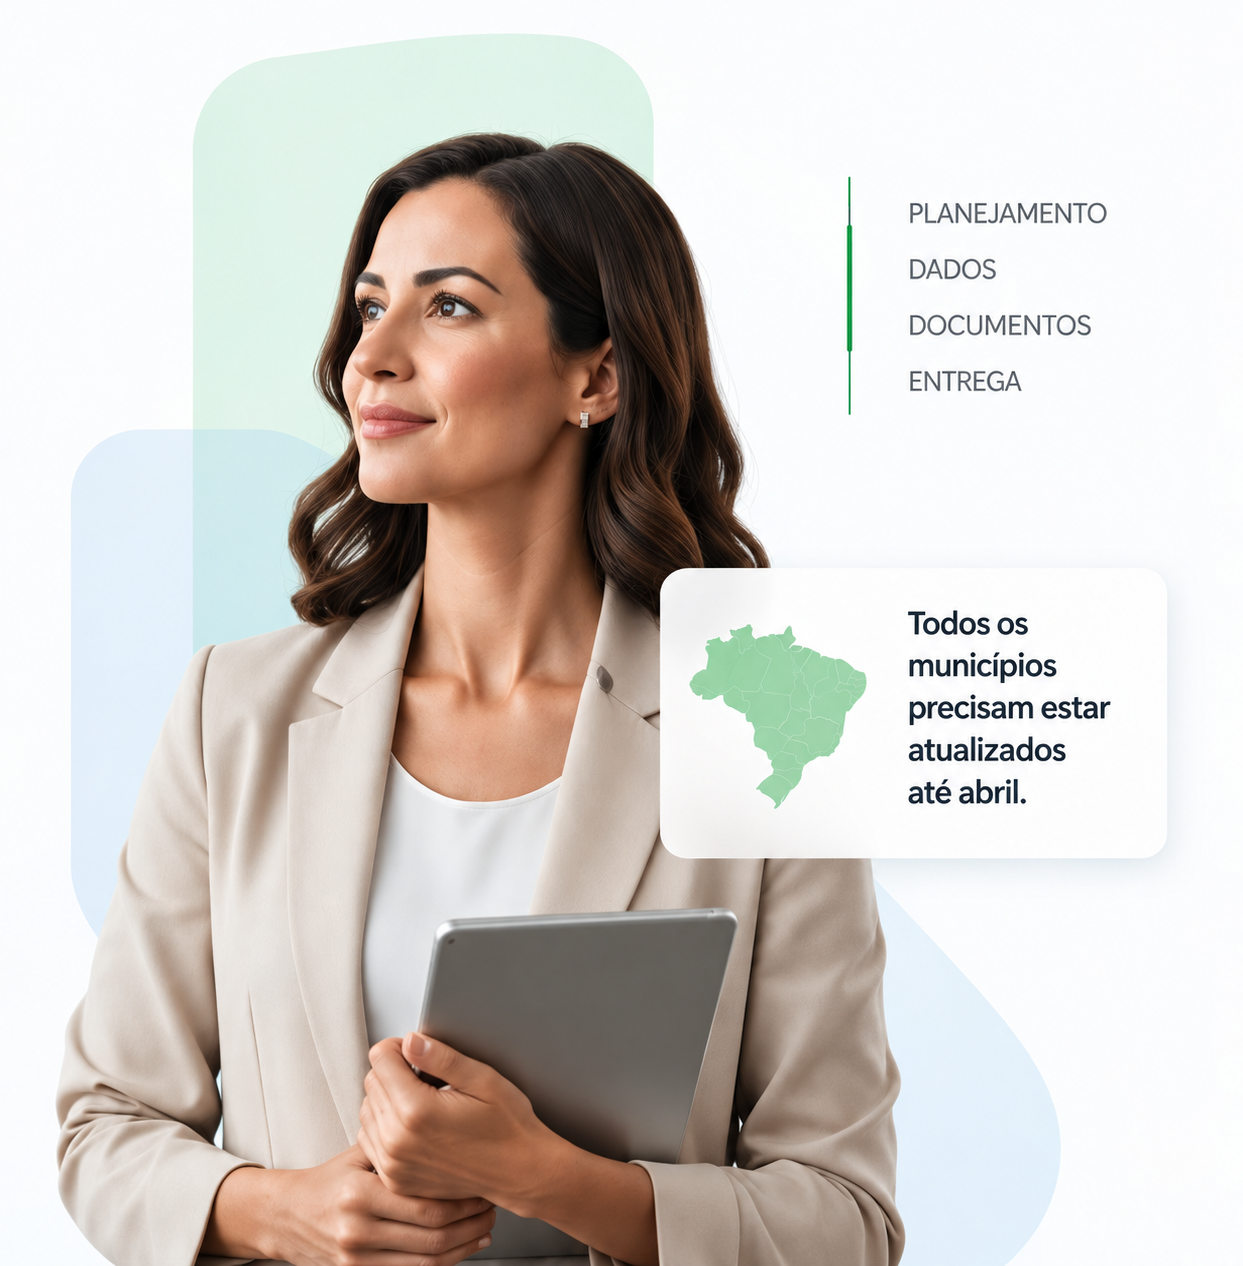 PLANEJAMENTO
DADOS
DOCUMENTOS
ENTREGA
Todos os
municípios
precisam estar
atualizados
até abril.